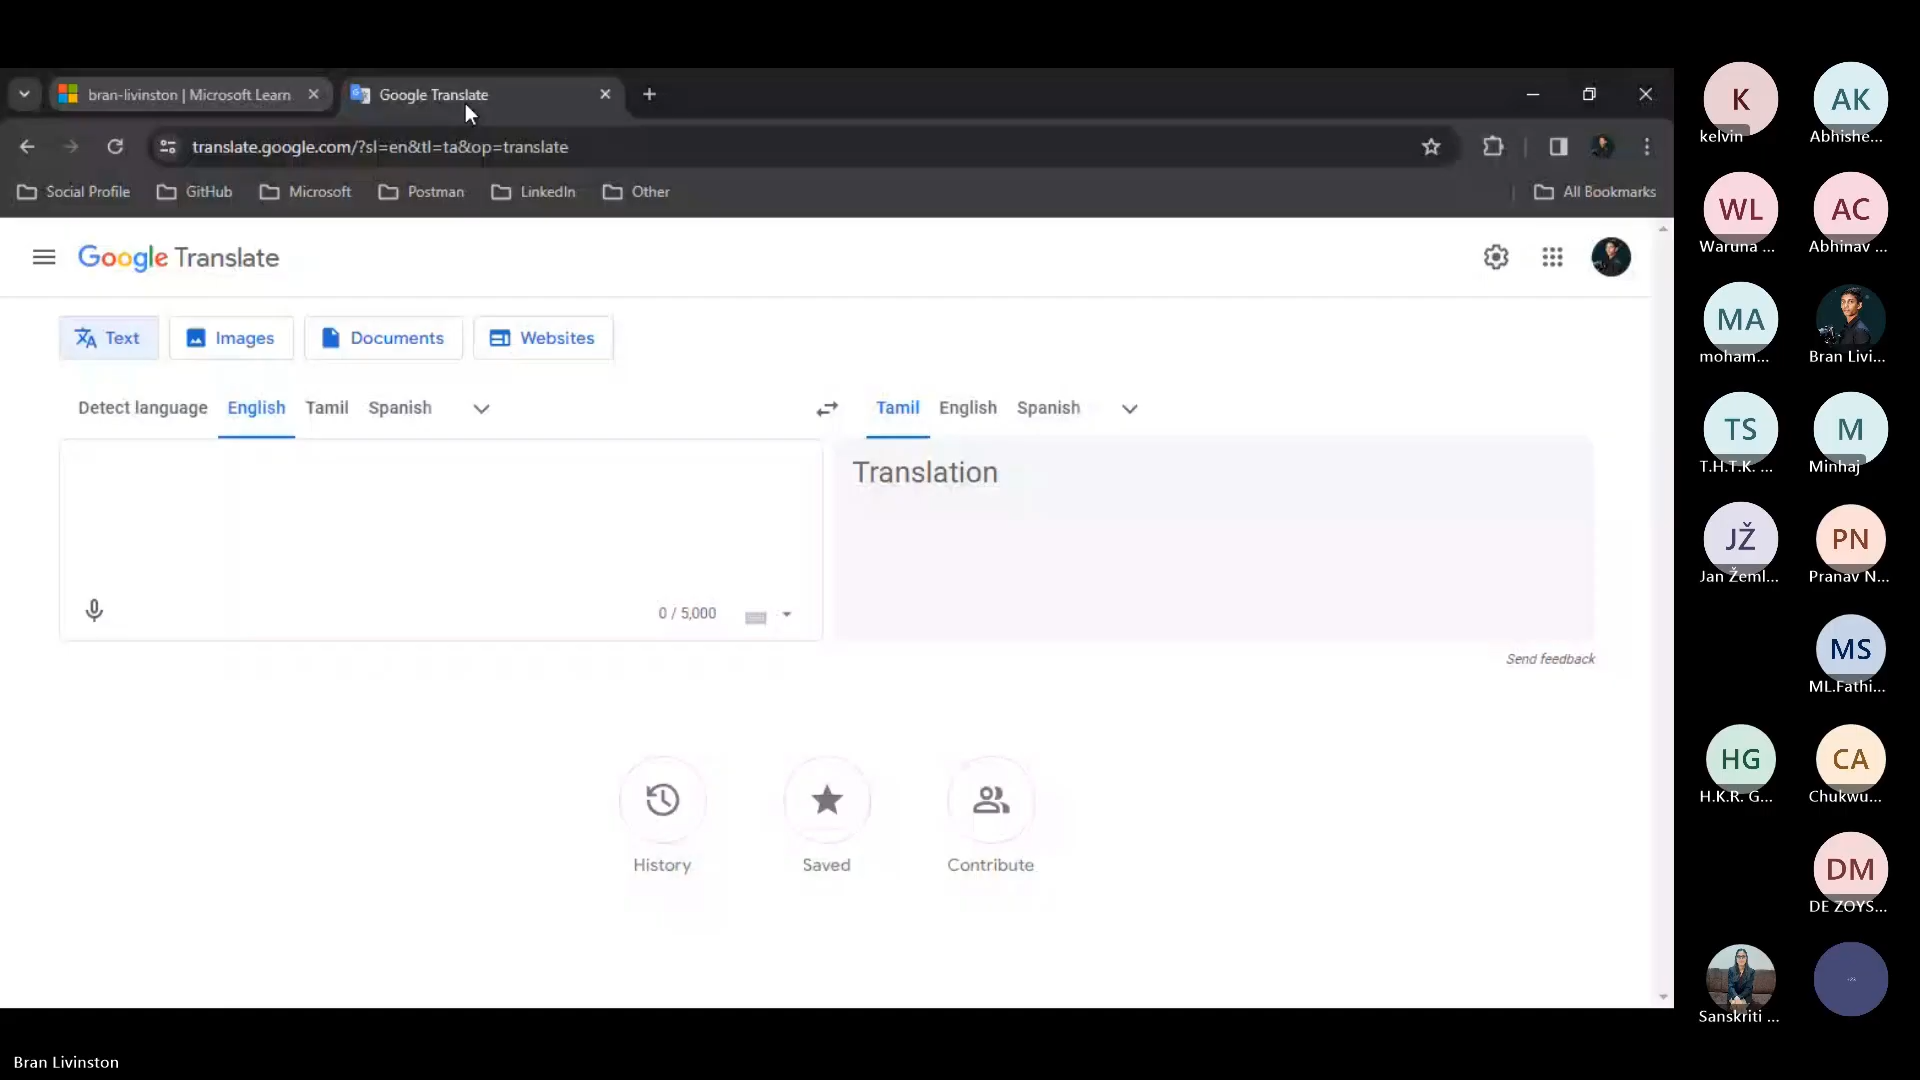 bran-livinston | Microsoft Learn
Google Translate
translate.google.com/?sl=en&tl=ta&op=translate
Social Profile
GitHub
Microsoft
Postman
LinkedIn
Other
All Bookmarks
Google Translate
Text
Images
Documents
Websites
Detect language
English
Tamil
Spanish
Tamil
English
Spanish
Translation
0 / 5,000
Send feedback
History
Saved
Contribute
K
kelvin
AK
Abhishe...
WL
Waruna ...
AC
Abhinav ...
MA
moham...
Bran Livi...
TS
T.H.T.K. ...
M
Minhaj
JŽ
Jan Žeml...
PN
Pranav N...
MS
ML.Fathi...
HG
H.K.R. G...
CA
Chukwu...
DM
DE ZOYS...
Sanskriti ...
Bran Livinston